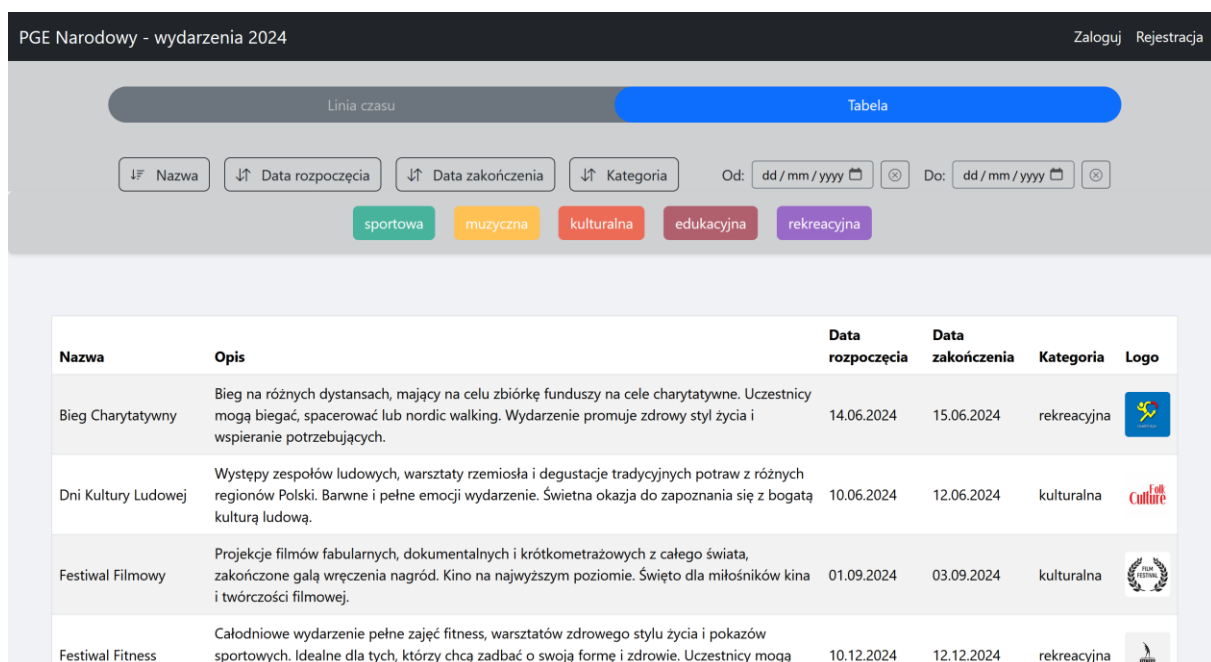 PGE Narodowy - wydarzenia 2024
Zaloguj Rejestracja
Linia czasu
Tabela
Nazwa
Data rozpoczęcia
Data zakończenia
Kategoria
Od: dd / mm / yyyy
Do: dd / mm / yyyy
sportowa
muzyczna
kulturalna
edukacyjna
rekreacyjna
Nazwa
Opis
Data
rozpoczęcia
Data
zakończenia
Kategoria
Logo
Bieg Charytatywny
Bieg na różnych dystansach, mający na celu zbiórkę funduszy na cele charytatywne. Uczestnicy
mogą biegać, spacerować lub nordic walking. Wydarzenie promuje zdrowy styl życia i
wspieranie potrzebujących.
14.06.2024
15.06.2024
rekreacyjna
Dni Kultury Ludowej
Występy zespołów ludowych, warsztaty rzemiosła i degustacje tradycyjnych potraw z różnych
regionów Polski. Barwne i pełne emocji wydarzenie. Świetna okazja do zapoznania się z bogatą
kulturą ludową.
10.06.2024
12.06.2024
kulturalna
Folk
Culture
Festiwal Filmowy
Projekcje filmów fabularnych, dokumentalnych i krótkometrażowych z całego świata,
zakończone galą wręczenia nagród. Kino na najwyższym poziomie. Święto dla miłośników kina
i twórczości filmowej.
01.09.2024
03.09.2024
kulturalna
FILM
FESTIVAL
Festiwal Fitness
Całodniowe wydarzenie pełne zajęć fitness, warsztatów zdrowego stylu życia i pokazów
sportowych. Idealne dla tych, którzy chcą zadbać o swoją formę i zdrowie. Uczestnicy mogą
10.12.2024
12.12.2024
rekreacyjna